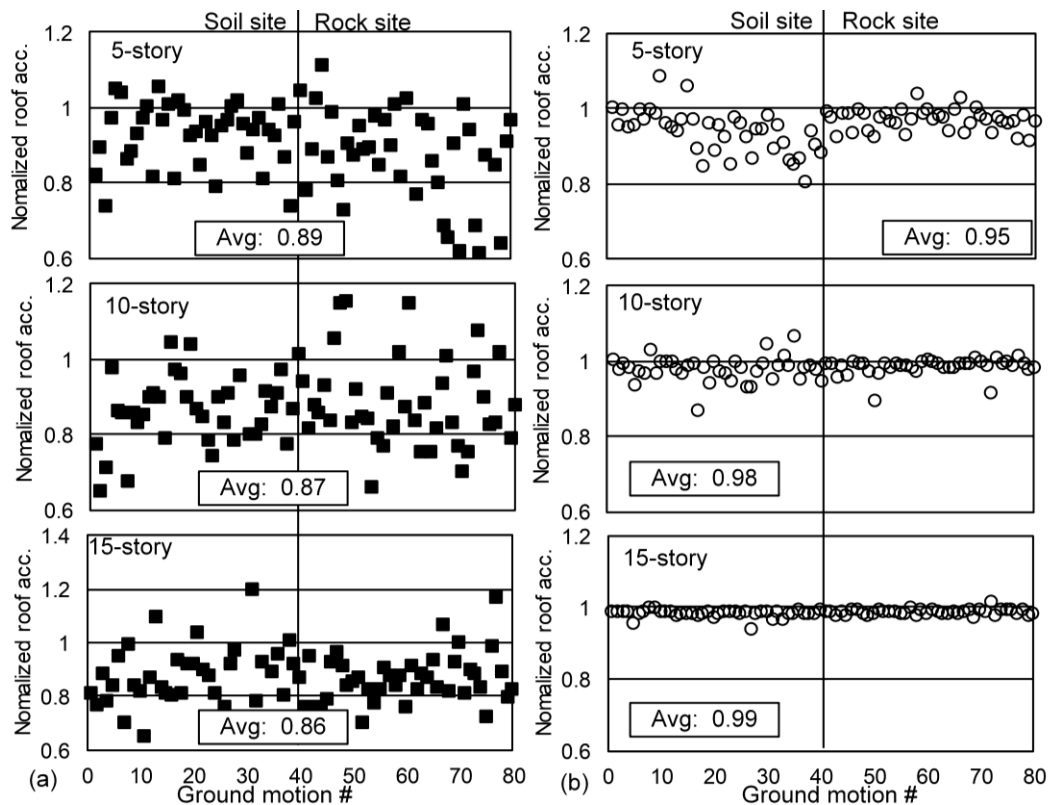 Soil site Rock site
Nomalized roof acc.
1.2
1
0.8
0.6
5-story
Avg: 0.89
Nomalized roof acc.
1.2
1
0.8
0.6
10-story
Avg: 0.87
Nomalized roof acc.
1.4
1.2
1
0.8
0.6
15-story
Avg: 0.86
0 10 20 30 40 50 60 70 80
(a)
Ground motion #
Soil site Rock site
Nomalized roof acc.
1.2
1
0.8
0.6
5-story
Avg: 0.95
Nomalized roof acc.
1.2
1
0.8
0.6
10-story
Avg: 0.98
Nomalized roof acc.
1.2
1
0.8
0.6
15-story
Avg: 0.99
0 10 20 30 40 50 60 70 80
(b)
Ground motion #